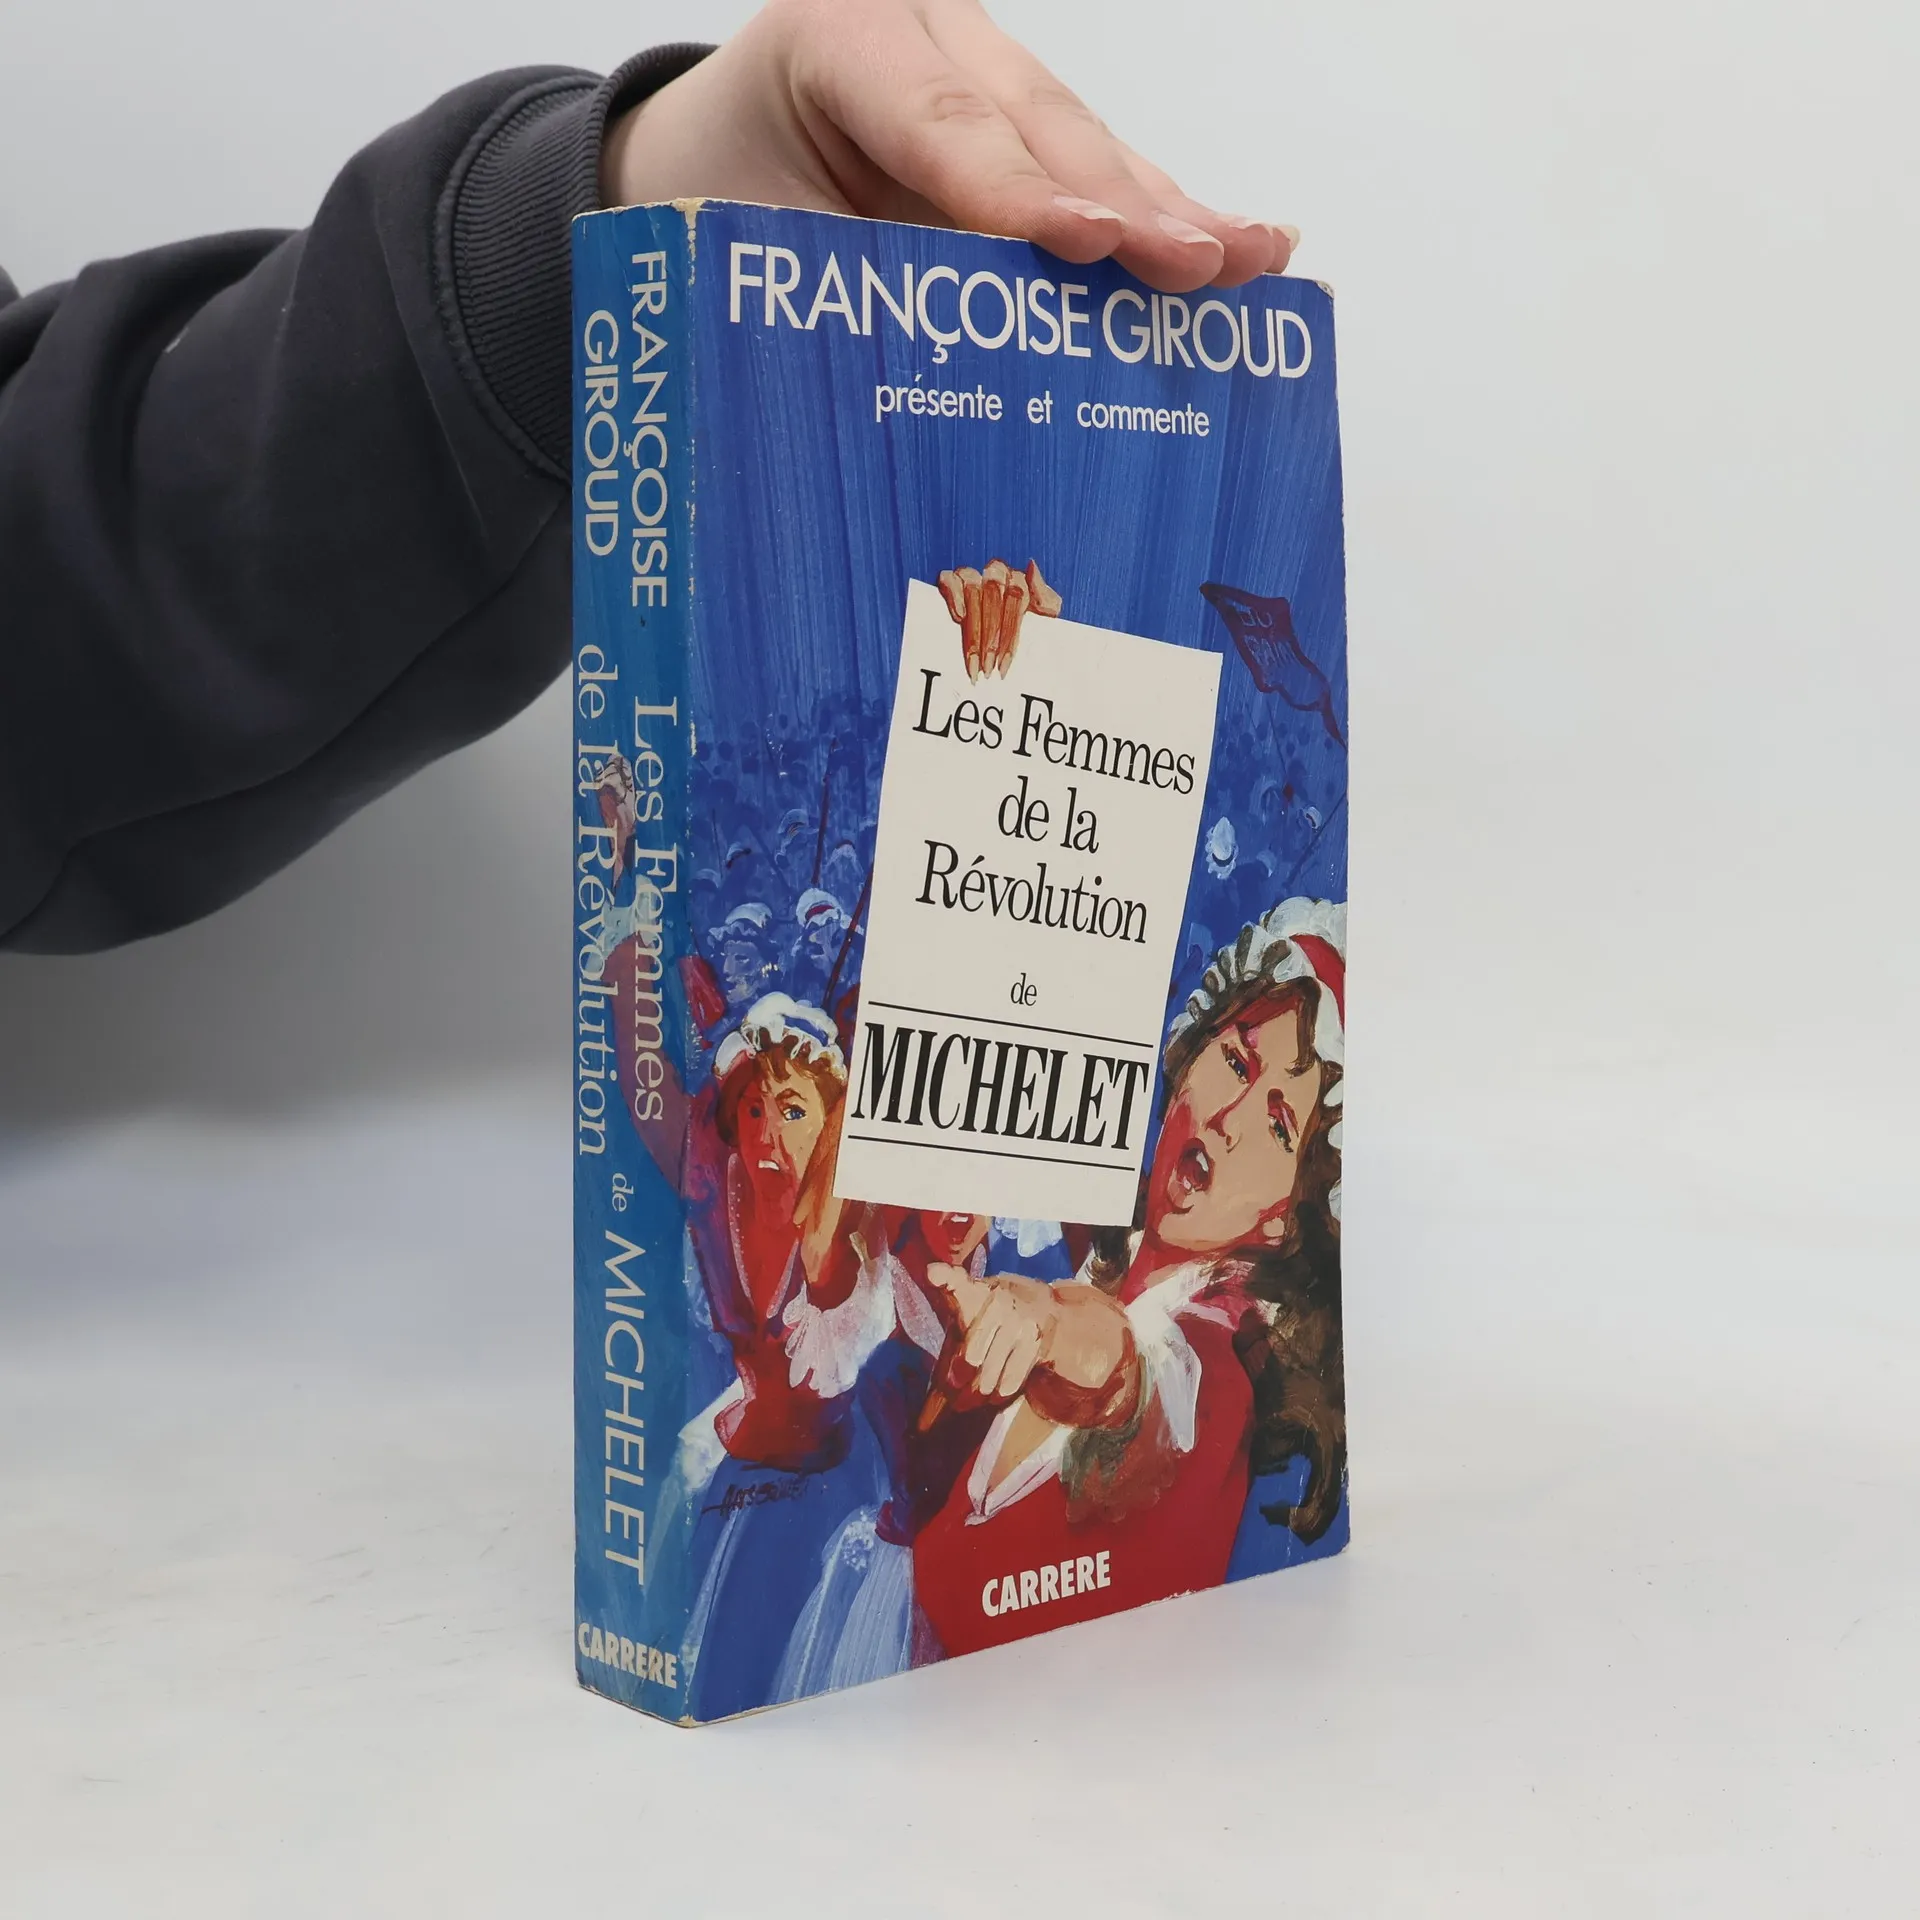 FRANÇOISE GIROUD
présente et commente
Les Femmes
de la
Révolution
de
MICHELET
CARRERE
FRANÇOISE
GIROUD
Les Femmes
de la Révolution
de MICHELET
CARRERE